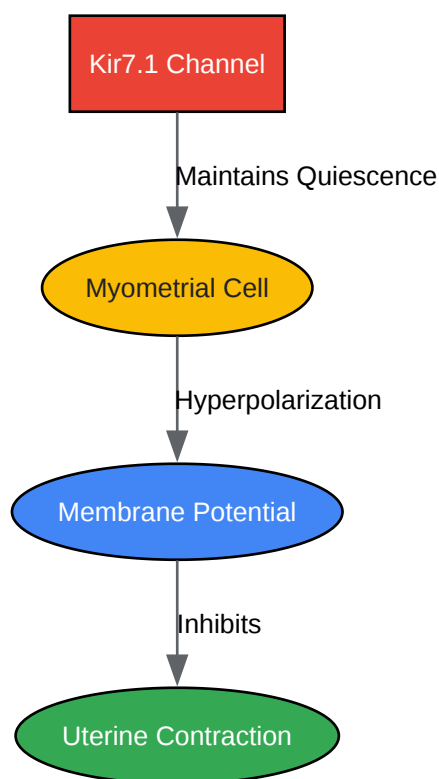 Kir7.1 Channel
Maintains Quiescence
Myometrial Cell
Hyperpolarization
Membrane Potential
Inhibits
Uterine Contraction